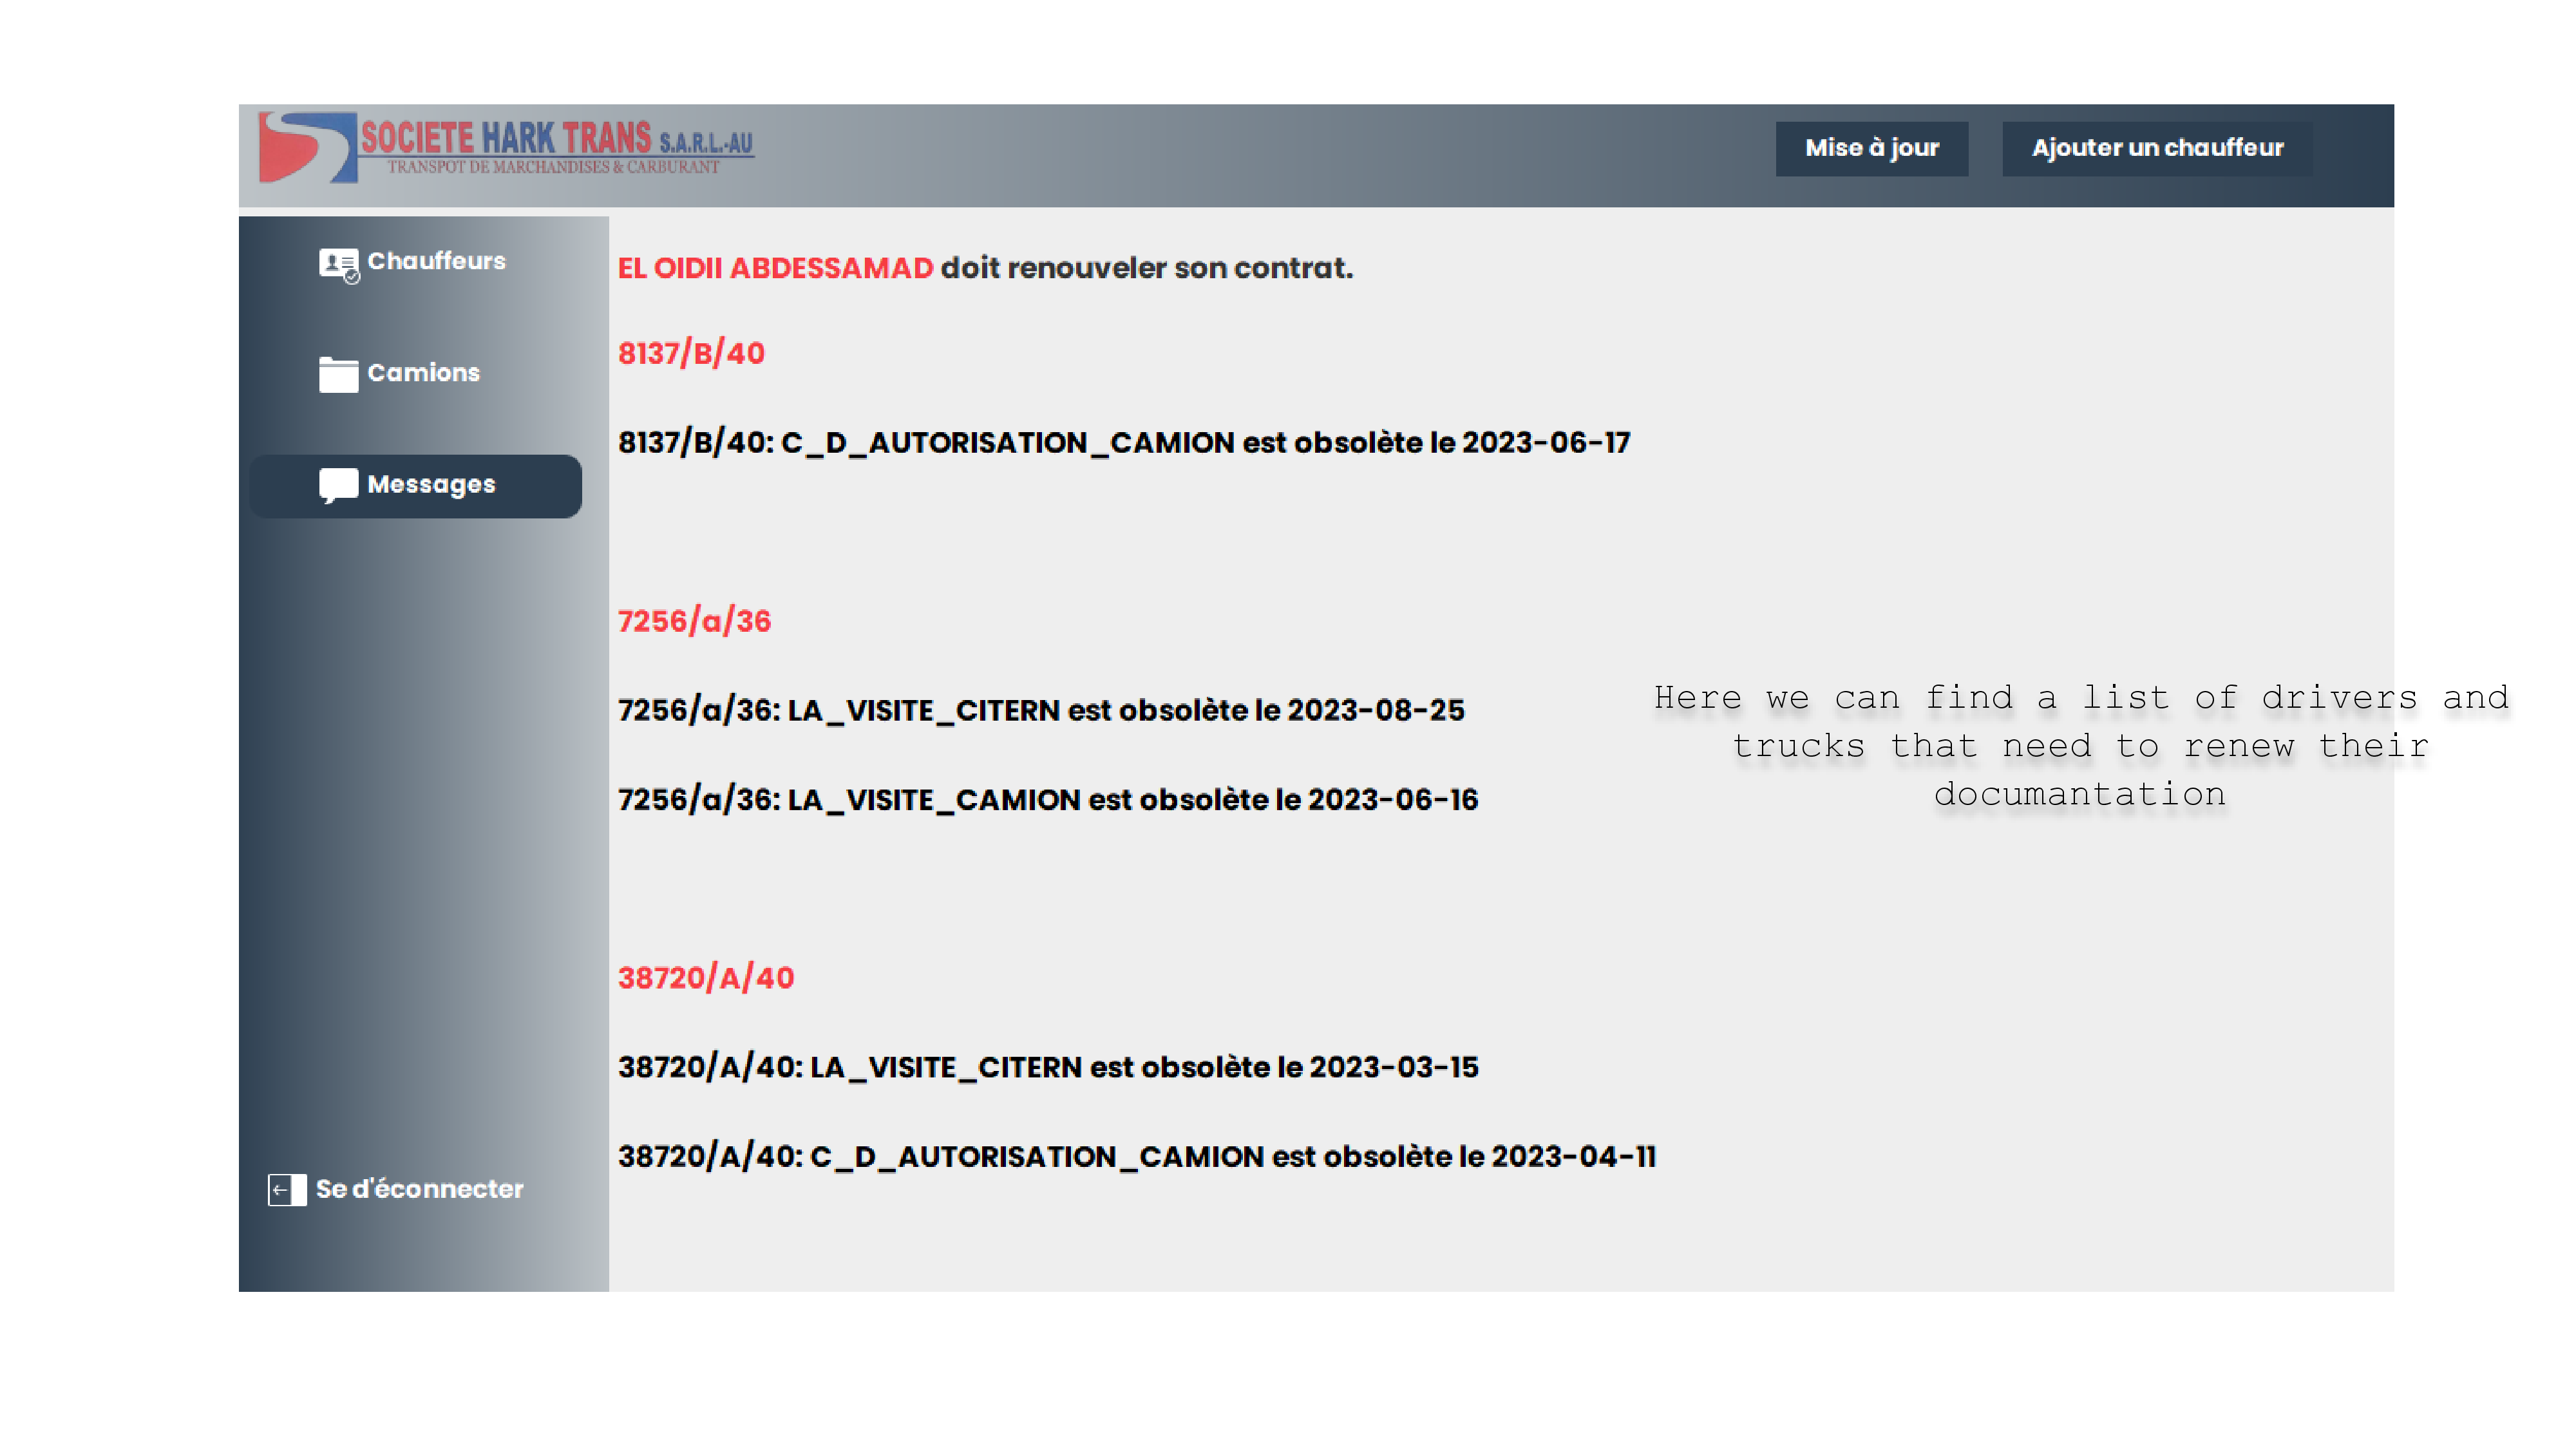 SOCIETE HARK TRANS S.A.R.L.-AU
TRANSPOT DE MARCHANDISES & CARBURANT
Mise à jour
Ajouter un chauffeur
Chauffeurs
Camions
Messages
Se d'éconnecter
EL OIDII ABDESSAMAD doit renouveler son contrat.
8137/B/40
8137/B/40: C_D_AUTORISATION_CAMION est obsolète le 2023-06-17
7256/a/36
7256/a/36: LA_VISITE_CITERN est obsolète le 2023-08-25
7256/a/36: LA_VISITE_CAMION est obsolète le 2023-06-16
38720/A/40
38720/A/40: LA_VISITE_CITERN est obsolète le 2023-03-15
38720/A/40: C_D_AUTORISATION_CAMION est obsolète le 2023-04-11
Here we can find a list of drivers and
trucks that need to renew their
documantation